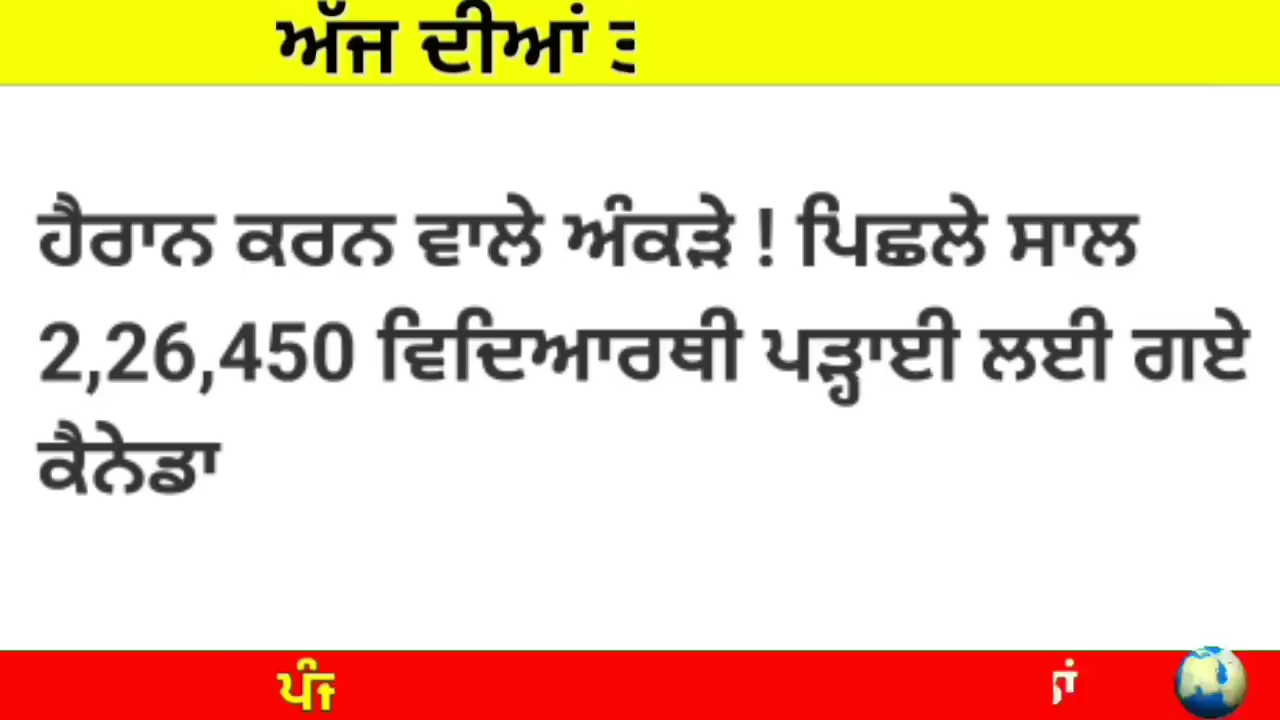 ਅੱਜ ਦੀਆਂ
ਹੈਰਾਨ ਕਰਨ ਵਾਲੇ ਅੰਕੜੇ ! ਪਿਛਲੇ ਸਾਲ
2,26,450 ਵਿਦਿਆਰਥੀ ਪੜ੍ਹਾਈ ਲਈ ਗਏ
ਕੈਨੇਡਾ